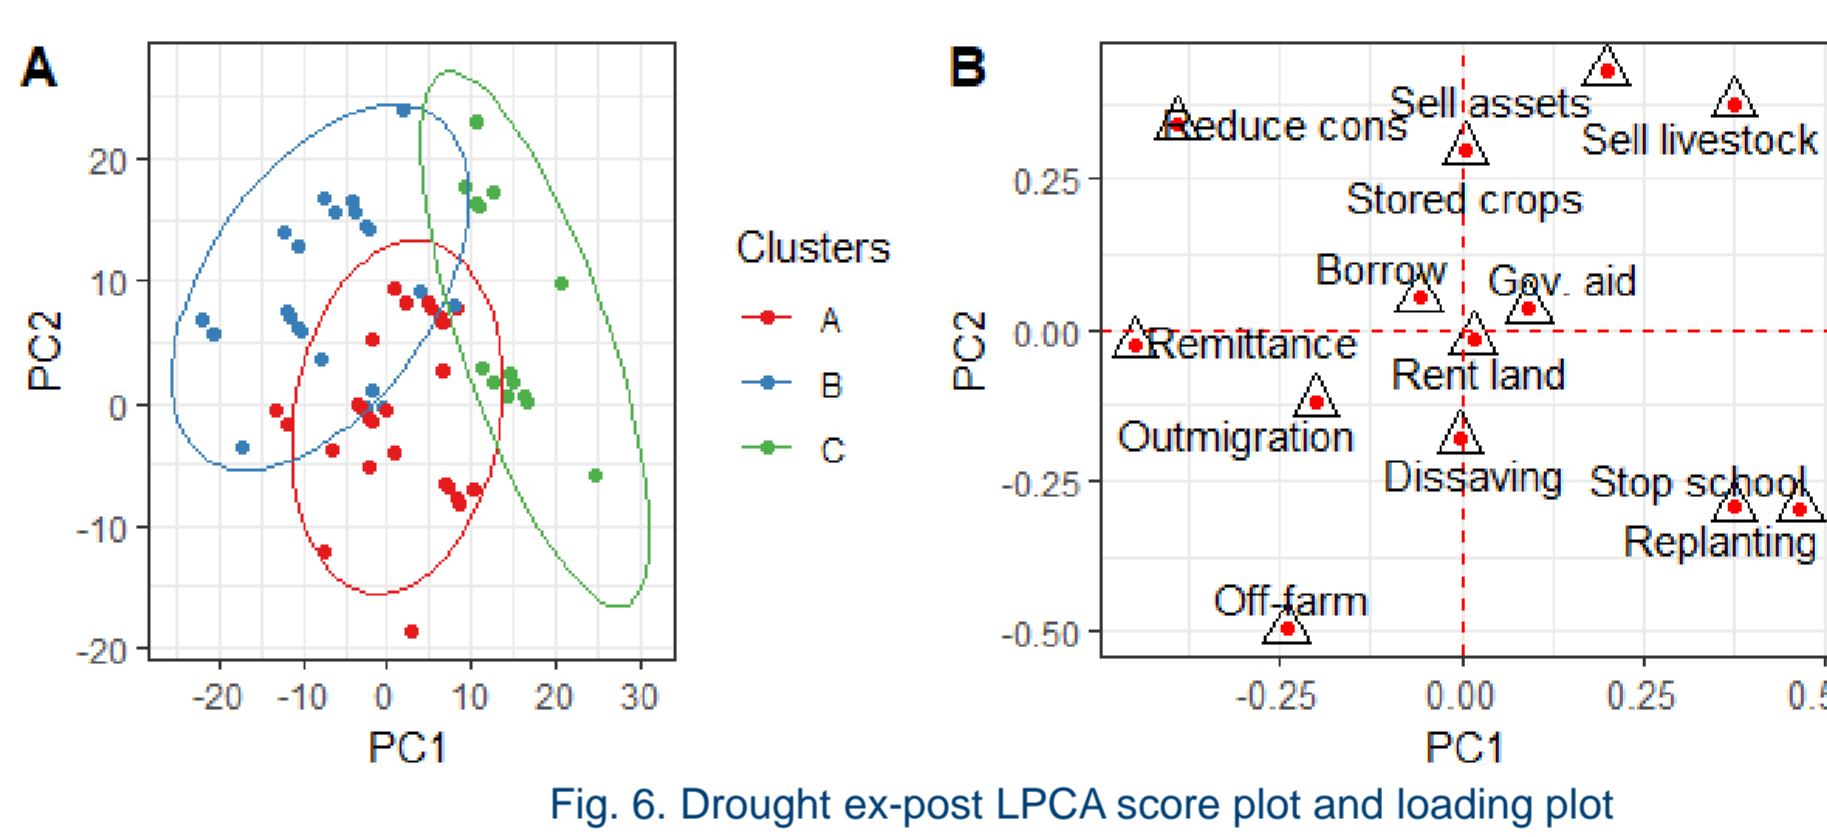 A
PC2
20
10
0
-10
-20
-20 -10 0 10 20 30
PC1
Clusters
A
B
C
B
PC2
0.25
0.00
-0.25
-0.50
Sell assets
Reduce cons
Sell livestock
Stored crops
Borrow
Gov. aid
Remittance
Rent land
Outmigration
Dissaving
Stop school
Replanting
Off-farm
-0.25 0.00 0.25 0.5
PC1
Fig. 6. Drought ex-post LPCA score plot and loading plot